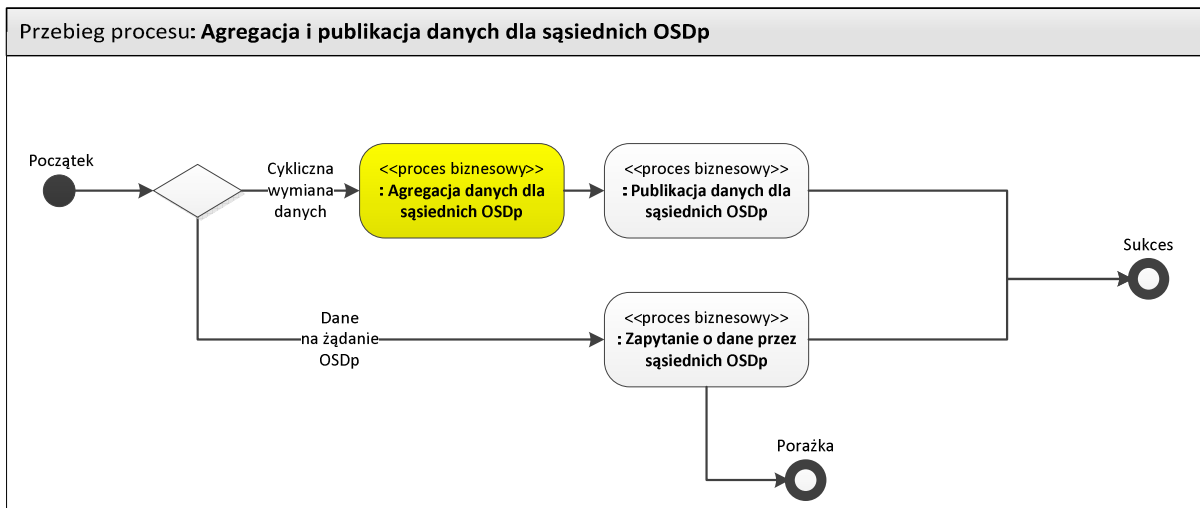 Przebieg procesu: Agregacja i publikacja danych dla sąsiednich OSDp
Początek
Cykliczna
wymiana
danych
<<proces biznesowy>>
: Agregacja danych dla
sąsiednich OSDp
<<proces biznesowy>>
: Publikacja danych dla
sąsiednich OSDp
Sukces
Dane
na żądanie
OSDp
<<proces biznesowy>>
: Zapytanie o dane przez
sąsiednich OSDp
Porażka